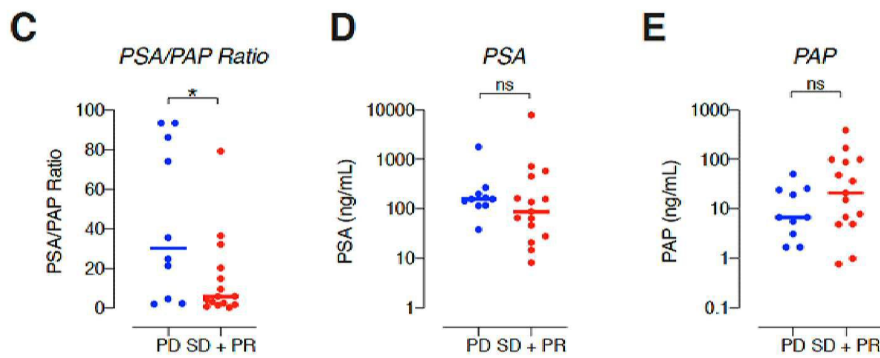 C
PSA/PAP Ratio
*
100
80
60
40
20
0
PSA/PAP Ratio
PD SD + PR
D
PSA
ns
10000
1000
100
10
1
PSA (ng/mL)
PD SD + PR
E
PAP
ns
1000
100
10
1
0.1
PAP (ng/mL)
PD SD + PR